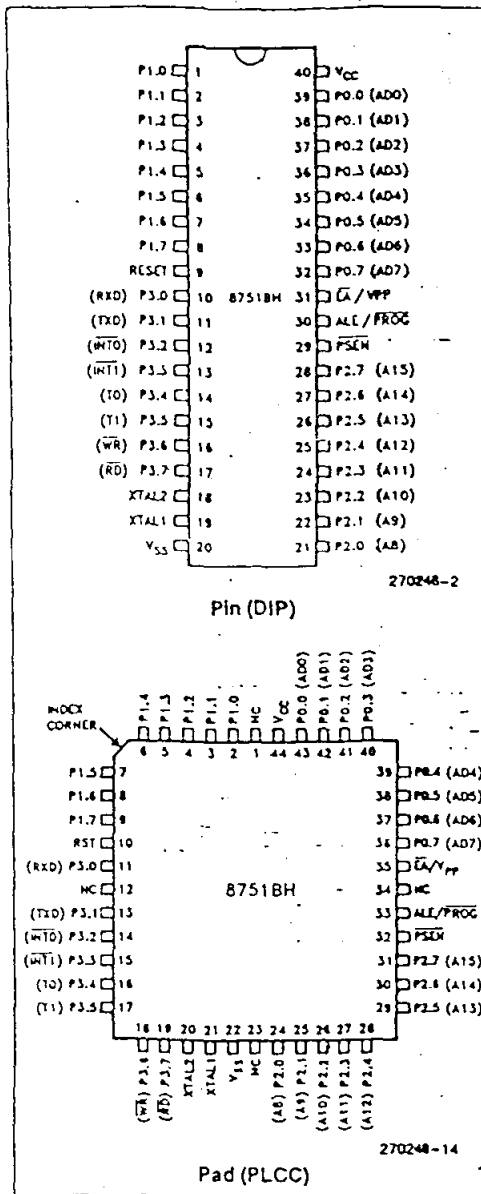 P1.0 1 40 VCC
P1.1 2 39 P0.0 (AD0)
P1.2 3 38 P0.1 (AD1)
P1.3 4 37 P0.2 (AD2)
P1.4 5 36 P0.3 (AD3)
P1.5 6 35 P0.4 (AD4)
P1.6 7 34 P0.5 (AD5)
P1.7 8 33 P0.6 (AD6)
RESET 9 32 P0.7 (AD7)
(RXD) P3.0 10 8751BH 31 E̅A̅/VPP
(TXD) P3.1 11 30 ALE/P̅R̅O̅G̅
(I̅N̅T̅0̅) P3.2 12 29 P̅S̅E̅N̅
(I̅N̅T̅1̅) P3.3 13 28 P2.7 (A15)
(T0) P3.4 14 27 P2.6 (A14)
(T1) P3.5 15 26 P2.5 (A13)
(W̅R̅) P3.6 16 25 P2.4 (A12)
(R̅D̅) P3.7 17 24 P2.3 (A11)
XTAL2 18 23 P2.2 (A10)
XTAL1 19 22 P2.1 (A9)
VSS 20 21 P2.0 (A8)
270248-2
Pin (DIP)
INDEX
CORNER
P1.4 P1.3 P1.2 P1.1 P1.0 NC VCC P0.0 (AD0) P0.1 (AD1) P0.2 (AD2) P0.3 (AD3)
6 5 4 3 2 1 44 43 42 41 40
P1.5 7 39 P0.4 (AD4)
P1.6 8 38 P0.5 (AD5)
P1.7 9 37 P0.6 (AD6)
RST 10 36 P0.7 (AD7)
(RXD) P3.0 11 35 E̅A̅/VPP
NC 12 8751BH 34 NC
(TXD) P3.1 13 33 ALE/P̅R̅O̅G̅
(I̅N̅T̅0̅) P3.2 14 32 P̅S̅E̅N̅
(I̅N̅T̅1̅) P3.3 15 31 P2.7 (A15)
(T0) P3.4 16 30 P2.6 (A14)
(T1) P3.5 17 29 P2.5 (A13)
18 19 20 21 22 23 24 25 26 27 28
(W̅R̅) P3.6 (R̅D̅) P3.7 XTAL2 XTAL1 VSS NC (A8) P2.0 (A9) P2.1 (A10) P2.2 (A11) P2.3 (A12) P2.4
270248-14
Pad (PLCC)